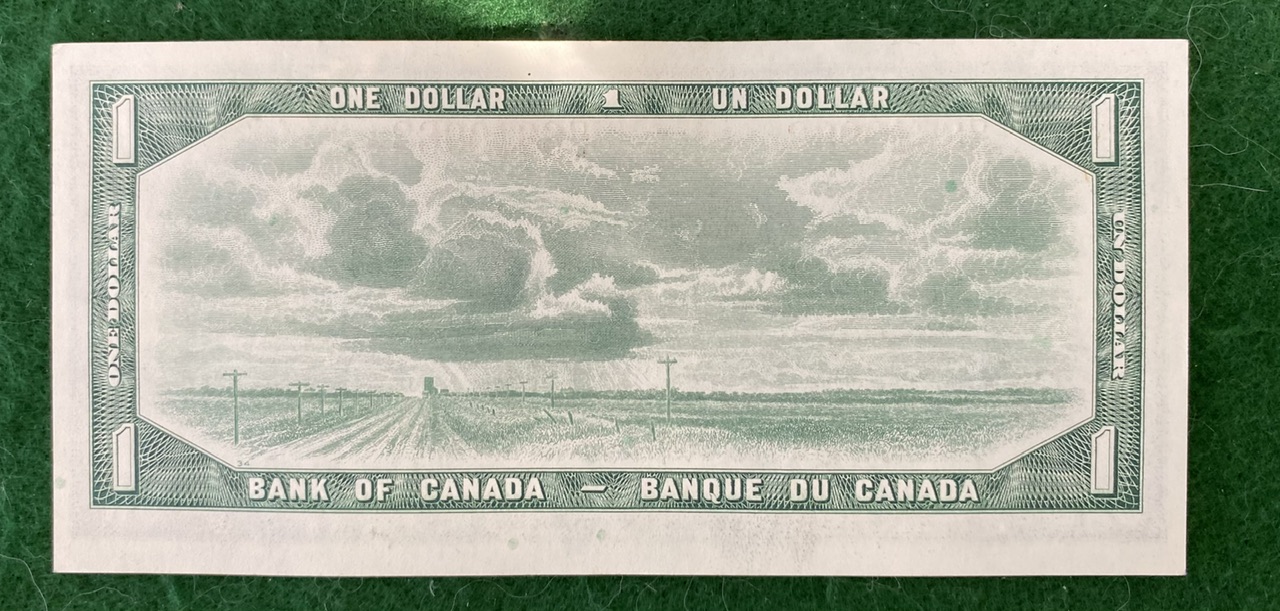 ONE DOLLAR 1 UN DOLLAR
1
1
ONE DOLLAR
UN DOLLAR
1
1
34
BANK OF CANADA — BANQUE DU CANADA